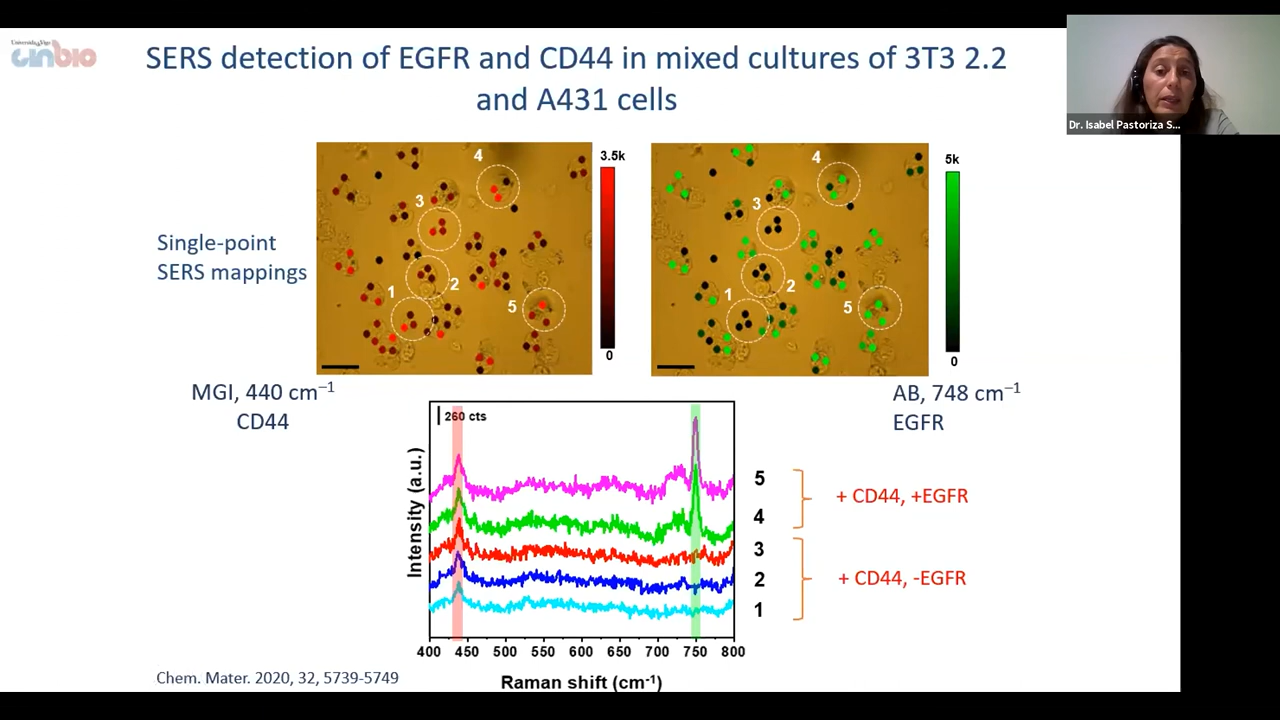 Universida de Vigo
cinbio
SERS detection of EGFR and CD44 in mixed cultures of 3T3 2.2
and A431 cells
Dr. Isabel Pastoriza S...
Single-point
SERS mappings
4
3
2
1
5
3.5k
0
4
3
2
1
5
5k
0
MGI, 440 cm⁻¹
CD44
AB, 748 cm⁻¹
EGFR
260 cts
Intensity (a.u.)
5
4
3
2
1
+ CD44, +EGFR
+ CD44, -EGFR
400 450 500 550 600 650 700 750 800
Raman shift (cm⁻¹)
Chem. Mater. 2020, 32, 5739-5749